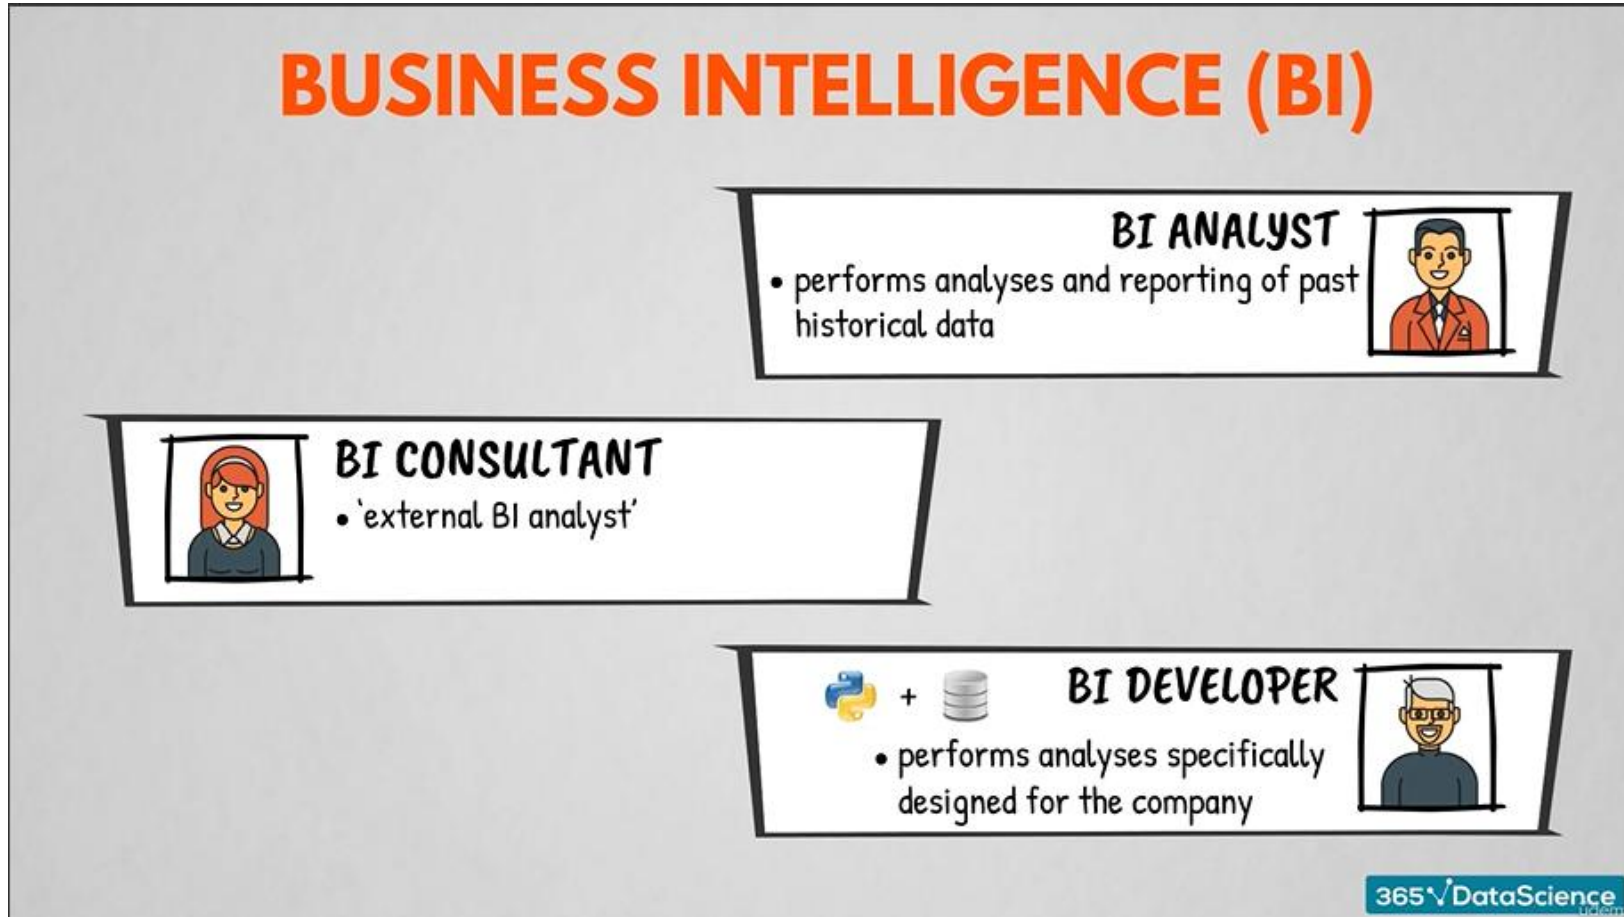 BUSINESS INTELLIGENCE (BI)
BI ANALYST
• performs analyses and reporting of past
historical data
BI CONSULTANT
• ‘external BI analyst’
+
BI DEVELOPER
• performs analyses specifically
designed for the company
365 DataScience
udemy